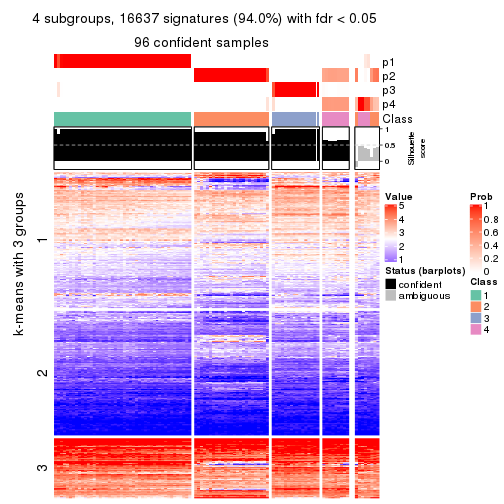 4 subgroups, 16637 signatures (94.0%) with fdr < 0.05
96 confident samples
p1
p2
p3
p4
Class
1
0.5
0
Silhouette
score
k-means with 3 groups
1
2
3
Value
5
4
3
2
1
Status (barplots)
confident
ambiguous
Prob
1
0.8
0.6
0.4
0.2
0
Class
1
2
3
4